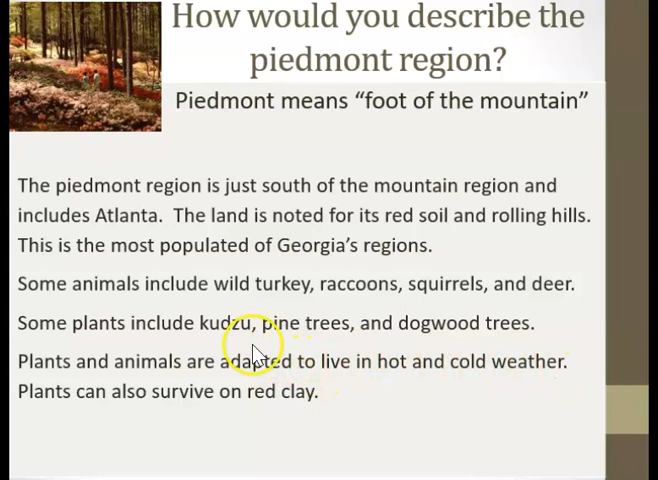 How would you describe the
piedmont region?
Piedmont means “foot of the mountain”
The piedmont region is just south of the mountain region and
includes Atlanta.  The land is noted for its red soil and rolling hills.
This is the most populated of Georgia’s regions.
Some animals include wild turkey, raccoons, squirrels, and deer.
Some plants include kudzu, pine trees, and dogwood trees.
Plants and animals are adapted to live in hot and cold weather.
Plants can also survive on red clay.